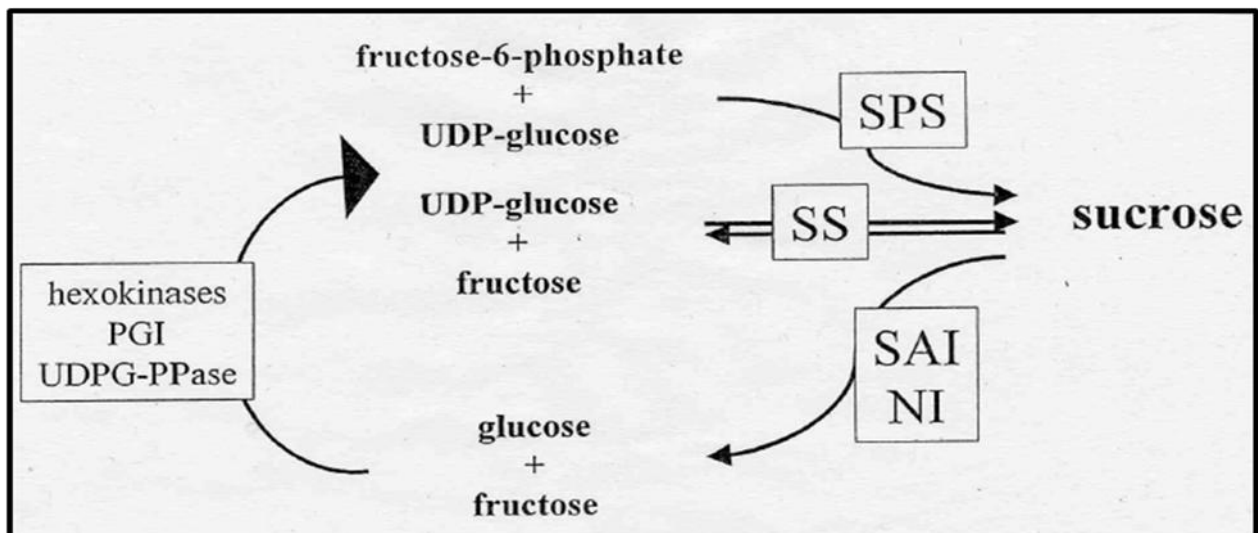 fructose-6-phosphate
+
UDP-glucose
SPS
UDP-glucose
+
fructose
SS
sucrose
hexokinases
PGI
UDPG-PPase
SAI
NI
glucose
+
fructose